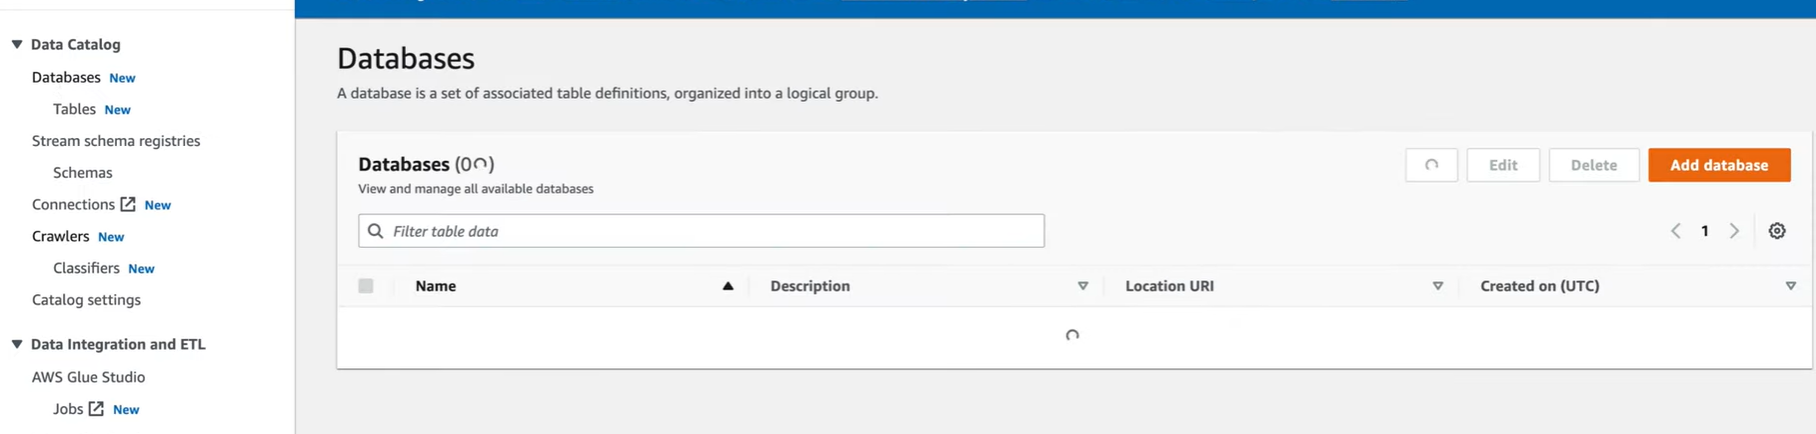 Data Catalog
Databases New
Tables New
Stream schema registries
Schemas
Connections New
Crawlers New
Classifiers New
Catalog settings
Data Integration and ETL
AWS Glue Studio
Jobs New
Databases
A database is a set of associated table definitions, organized into a logical group.
Databases (0)
View and manage all available databases
Edit Delete Add database
Filter table data
1
Name Description Location URI Created on (UTC)